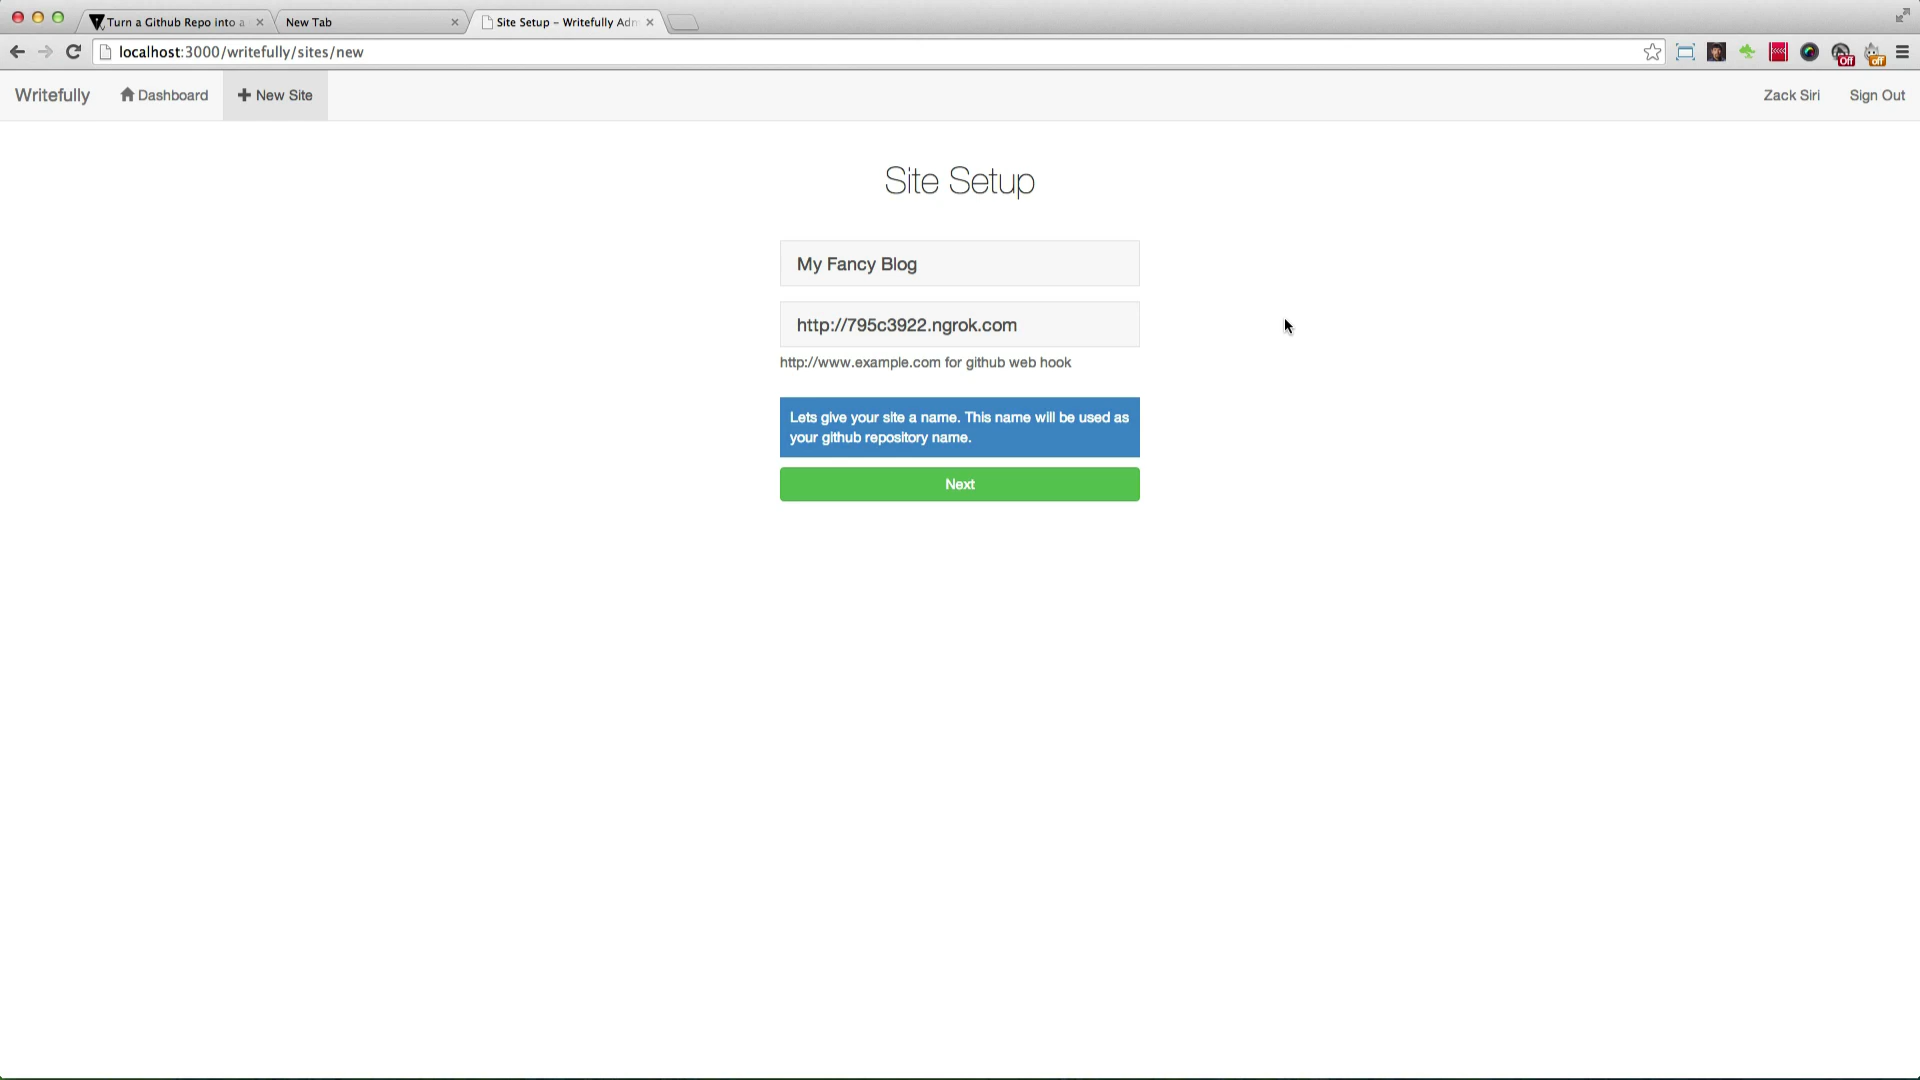 Turn a Github Repo into a
New Tab
Site Setup – Writefully Adm
localhost:3000/writefully/sites/new
Off
off
Writefully
Dashboard
New Site
Zack Siri
Sign Out
Site Setup
My Fancy Blog
http://795c3922.ngrok.com
http://www.example.com for github web hook
Lets give your site a name. This name will be used as
your github repository name.
Next